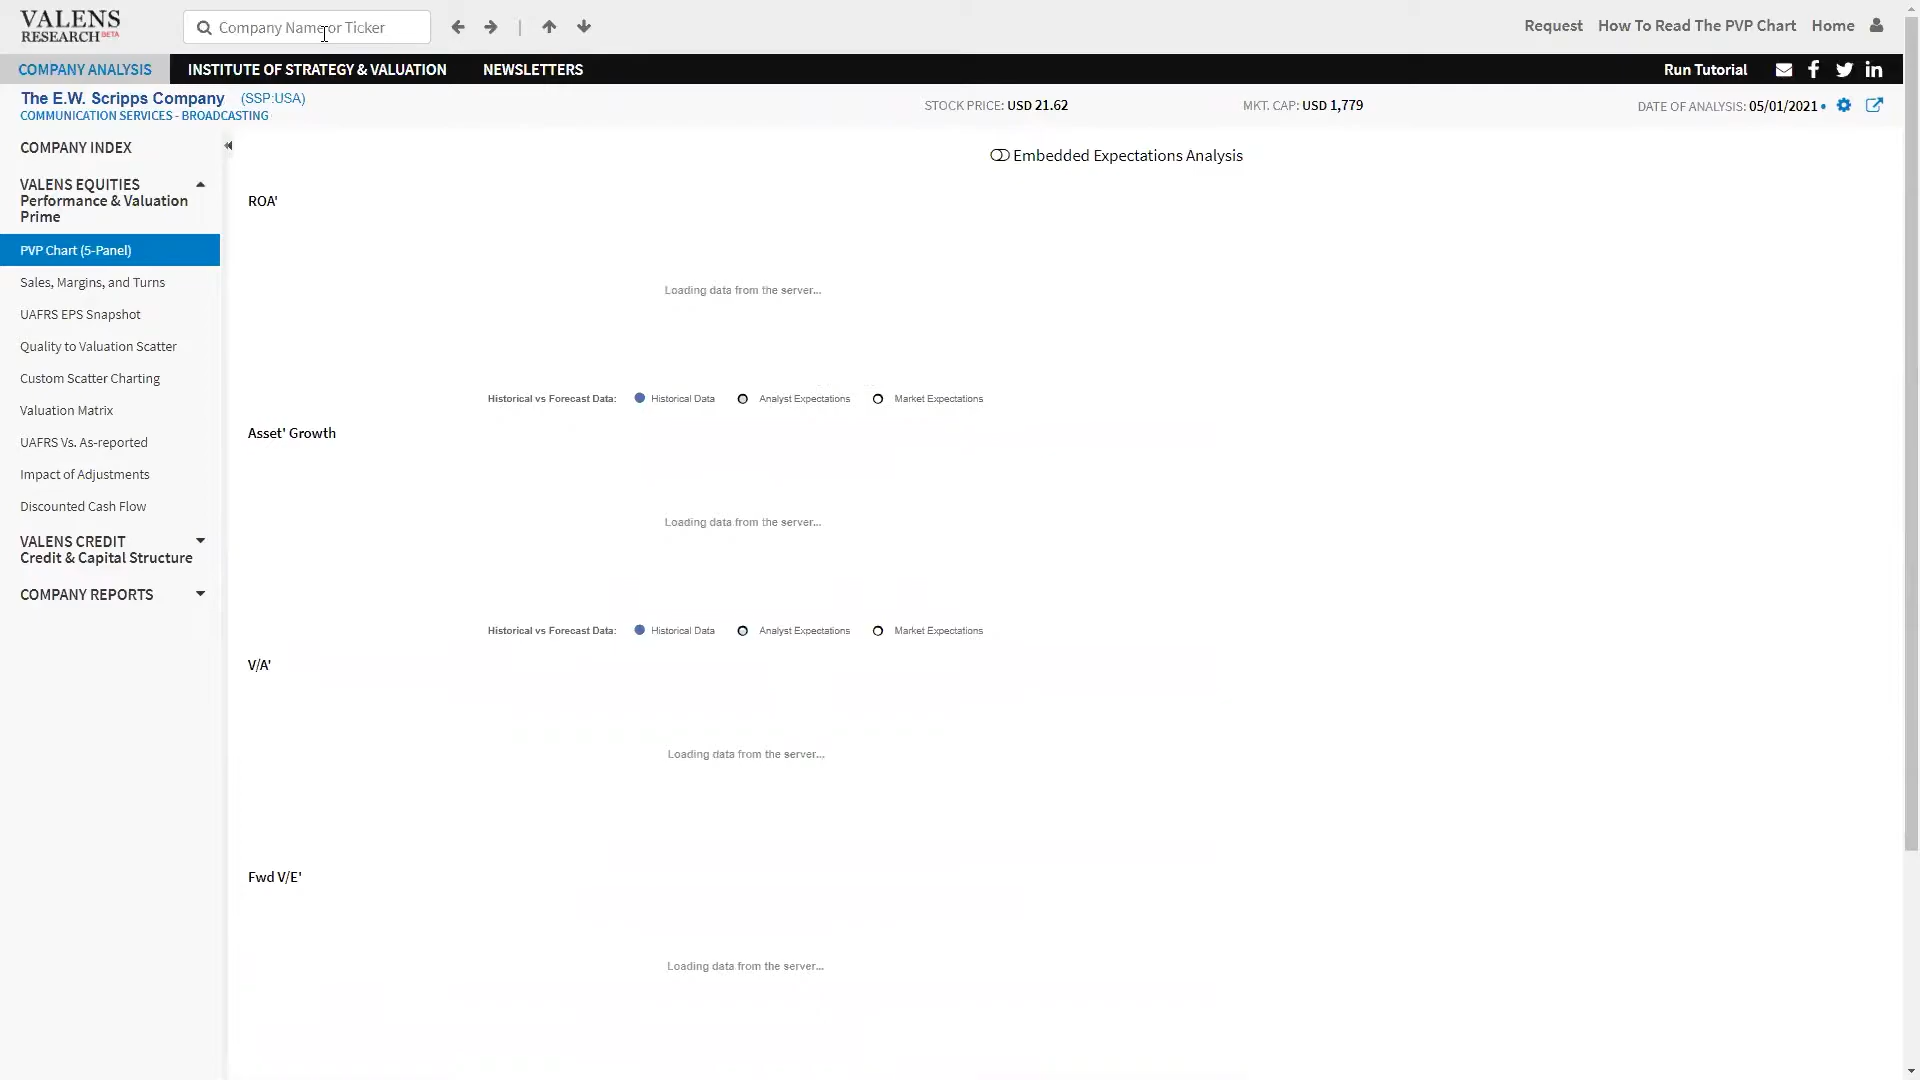 VALENS
RESEARCH BETA
Company Name or Ticker
Request How To Read The PVP Chart Home
COMPANY ANALYSIS INSTITUTE OF STRATEGY & VALUATION NEWSLETTERS Run Tutorial
The E.W. Scripps Company (SSP:USA)
COMMUNICATION SERVICES - BROADCASTING
STOCK PRICE: USD 21.62 MKT. CAP: USD 1,779 DATE OF ANALYSIS: 05/01/2021
COMPANY INDEX
VALENS EQUITIES
Performance & Valuation
Prime
PVP Chart (5-Panel)
Sales, Margins, and Turns
UAFRS EPS Snapshot
Quality to Valuation Scatter
Custom Scatter Charting
Valuation Matrix
UAFRS Vs. As-reported
Impact of Adjustments
Discounted Cash Flow
VALENS CREDIT
Credit & Capital Structure
COMPANY REPORTS
Embedded Expectations Analysis
ROA'
Loading data from the server...
Historical vs Forecast Data: Historical Data Analyst Expectations Market Expectations
Asset' Growth
Loading data from the server...
Historical vs Forecast Data: Historical Data Analyst Expectations Market Expectations
V/A'
Loading data from the server...
Fwd V/E'
Loading data from the server...